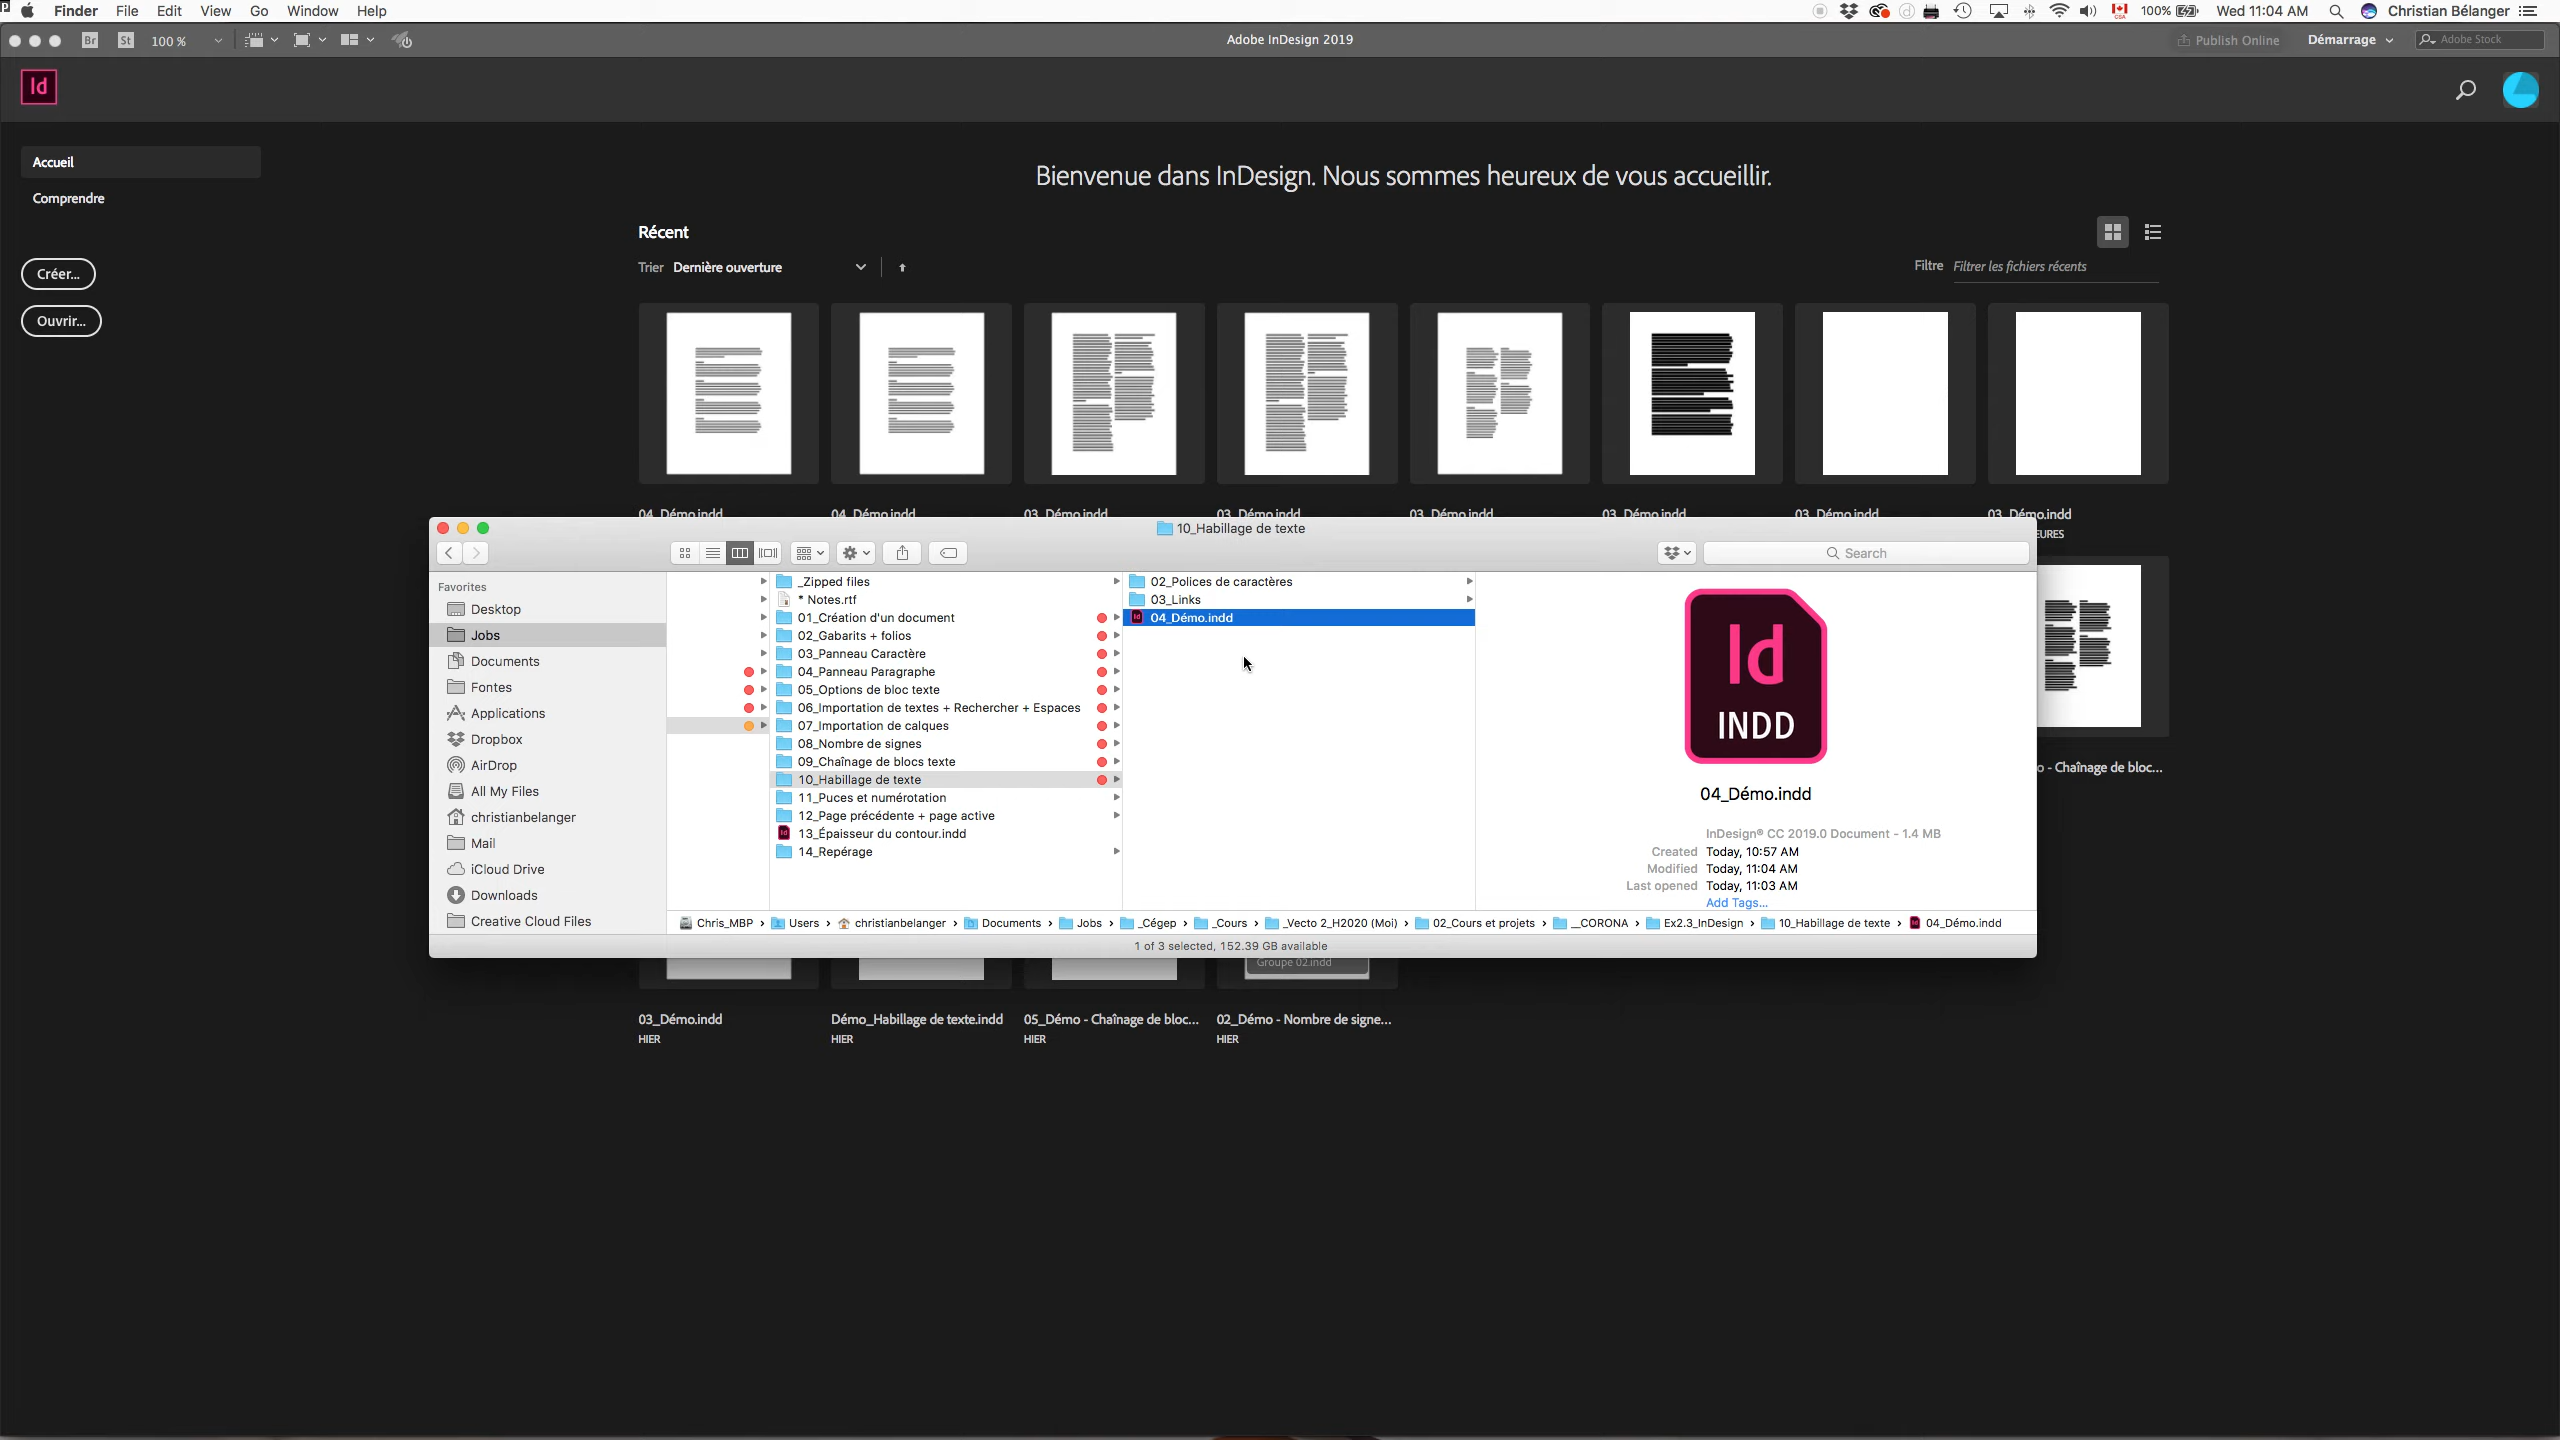 Finder File Edit View Go Window Help
100% Wed 11:04 AM Christian Bélanger
Br St 100 % Adobe InDesign 2019 Publish Online Démarrage Adobe Stock
Id
Accueil
Comprendre
Créer...
Ouvrir...
Bienvenue dans InDesign. Nous sommes heureux de vous accueillir.
Récent
Trier Dernière ouverture
Filtre Filtrer les fichiers récents
04_Démo.indd 04_Démo.indd 03_Démo.indd 03_Démo.indd 03_Démo.indd 03_Démo.indd 03_Démo.indd 03_Démo.indd
EURES
10_Habillage de texte
Search
Favorites
Desktop
Jobs
Documents
Fontes
Applications
Dropbox
AirDrop
All My Files
christianbelanger
Mail
iCloud Drive
Downloads
Creative Cloud Files
_Zipped files
* Notes.rtf
01_Création d'un document
02_Gabarits + folios
03_Panneau Caractère
04_Panneau Paragraphe
05_Options de bloc texte
06_Importation de textes + Rechercher + Espaces
07_Importation de calques
08_Nombre de signes
09_Chaînage de blocs texte
10_Habillage de texte
11_Puces et numérotation
12_Page précédente + page active
13_Épaisseur du contour.indd
14_Repérage
02_Polices de caractères
03_Links
04_Démo.indd
Id
INDD
04_Démo.indd
InDesign® CC 2019.0 Document - 1.4 MB
Created Today, 10:57 AM
Modified Today, 11:04 AM
Last opened Today, 11:03 AM
Add Tags...
Chris_MBP › Users › christianbelanger › Documents › Jobs › _Cégep › _Cours › _Vecto 2_H2020 (Moi) › 02_Cours et projets › __CORONA › Ex2.3_InDesign › 10_Habillage de texte › 04_Démo.indd
1 of 3 selected, 152.39 GB available
o - Chaînage de bloc...
Groupe 02.indd
03_Démo.indd Démo_Habillage de texte.indd 05_Démo - Chaînage de bloc... 02_Démo - Nombre de signe...
HIER HIER HIER HIER